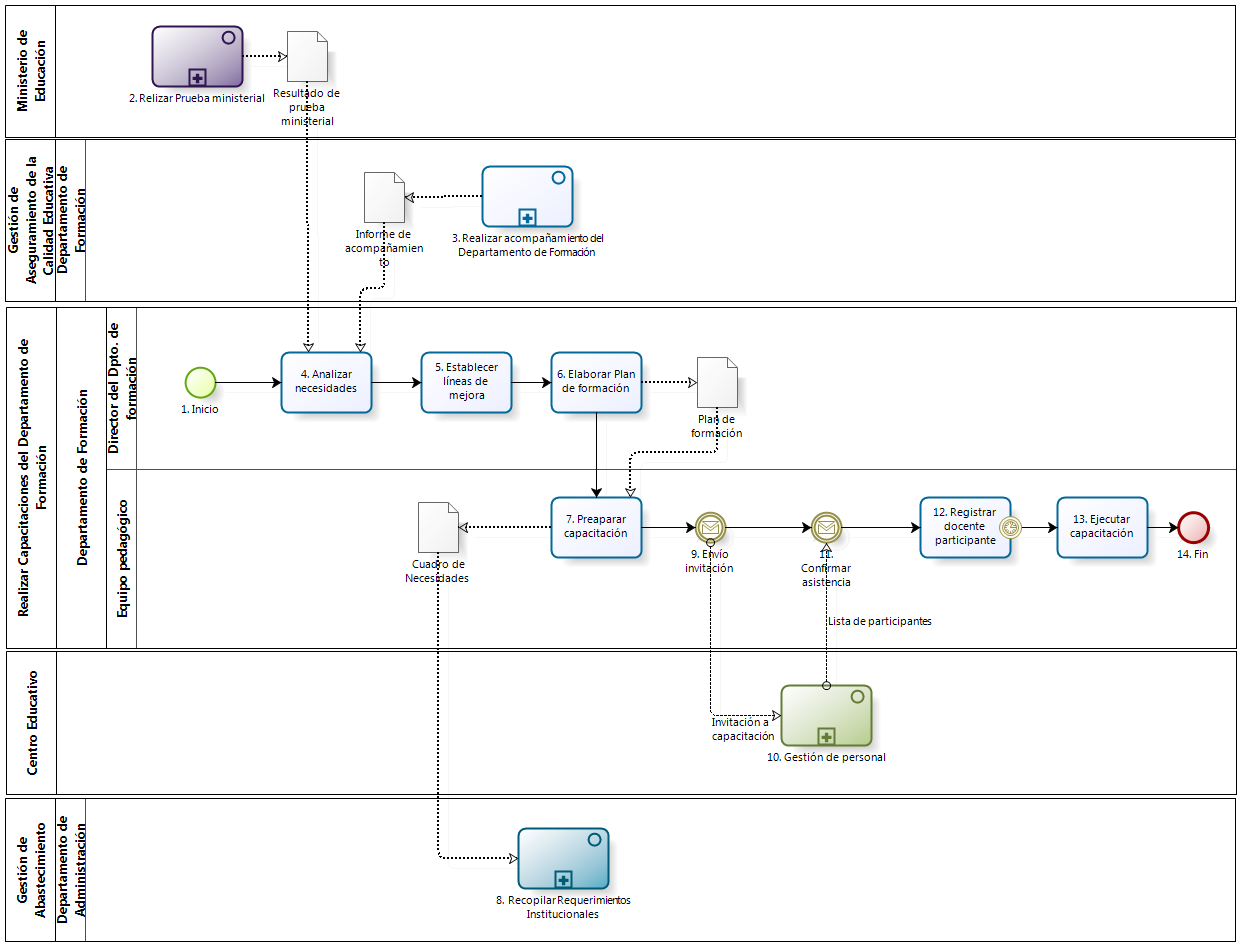 Ministerio de
Educación
2. Relizar Prueba ministerial
Resultado de
prueba
ministerial
Gestión de
Aseguramiento de la
Calidad Educativa
Departamento de
Formación
Informe de
acompañamien
to
3. Realizar acompañamiento del
Departamento de Formación
Realizar Capacitaciones del Departamento de
Formación
Departamento de Formación
Director del Dpto. de
formación
1. Inicio
4. Analizar
necesidades
5. Establecer
líneas de
mejora
6. Elaborar Plan
de formación
Plan de
formación
Equipo pedagógico
Cuadro de
Necesidades
7. Preaparar
capacitación
9. Envío
invitación
11.
Confirmar
asistencia
12. Registrar
docente
participante
13. Ejecutar
capacitación
14. Fin
Lista de participantes
Centro Educativo
Invitación a
capacitación
10. Gestión de personal
Gestión de
Abastecimiento
Departamento de
Administración
8. Recopilar Requerimientos
Institucionales